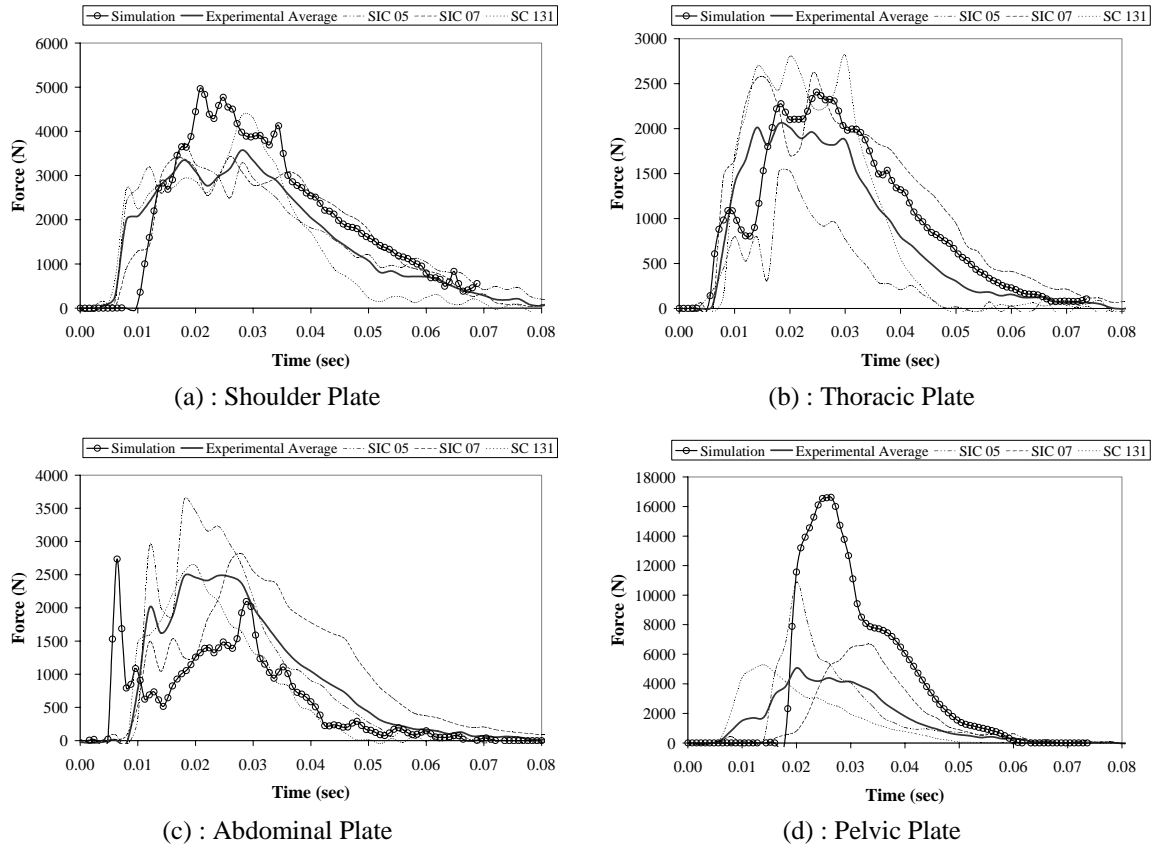 Simulation Experimental Average SIC 05 SIC 07 SC 131
6000
5000
4000
3000
2000
1000
0
Force (N)
0.00 0.01 0.02 0.03 0.04 0.05 0.06 0.07 0.08
Time (sec)
(a) : Shoulder Plate
Simulation Experimental Average SIC 05 SIC 07 SC 131
3000
2500
2000
1500
1000
500
0
Force (N)
0.00 0.01 0.02 0.03 0.04 0.05 0.06 0.07 0.08
Time (sec)
(b) : Thoracic Plate
Simulation Experimental Average SIC 05 SIC 07 SC 131
4000
3500
3000
2500
2000
1500
1000
500
0
Force (N)
0.00 0.01 0.02 0.03 0.04 0.05 0.06 0.07 0.08
Time (sec)
(c) : Abdominal Plate
Simulation Experimental Average SIC 05 SIC 07 SC 131
18000
16000
14000
12000
10000
8000
6000
4000
2000
0
Force (N)
0.00 0.01 0.02 0.03 0.04 0.05 0.06 0.07 0.08
Time (sec)
(d) : Pelvic Plate